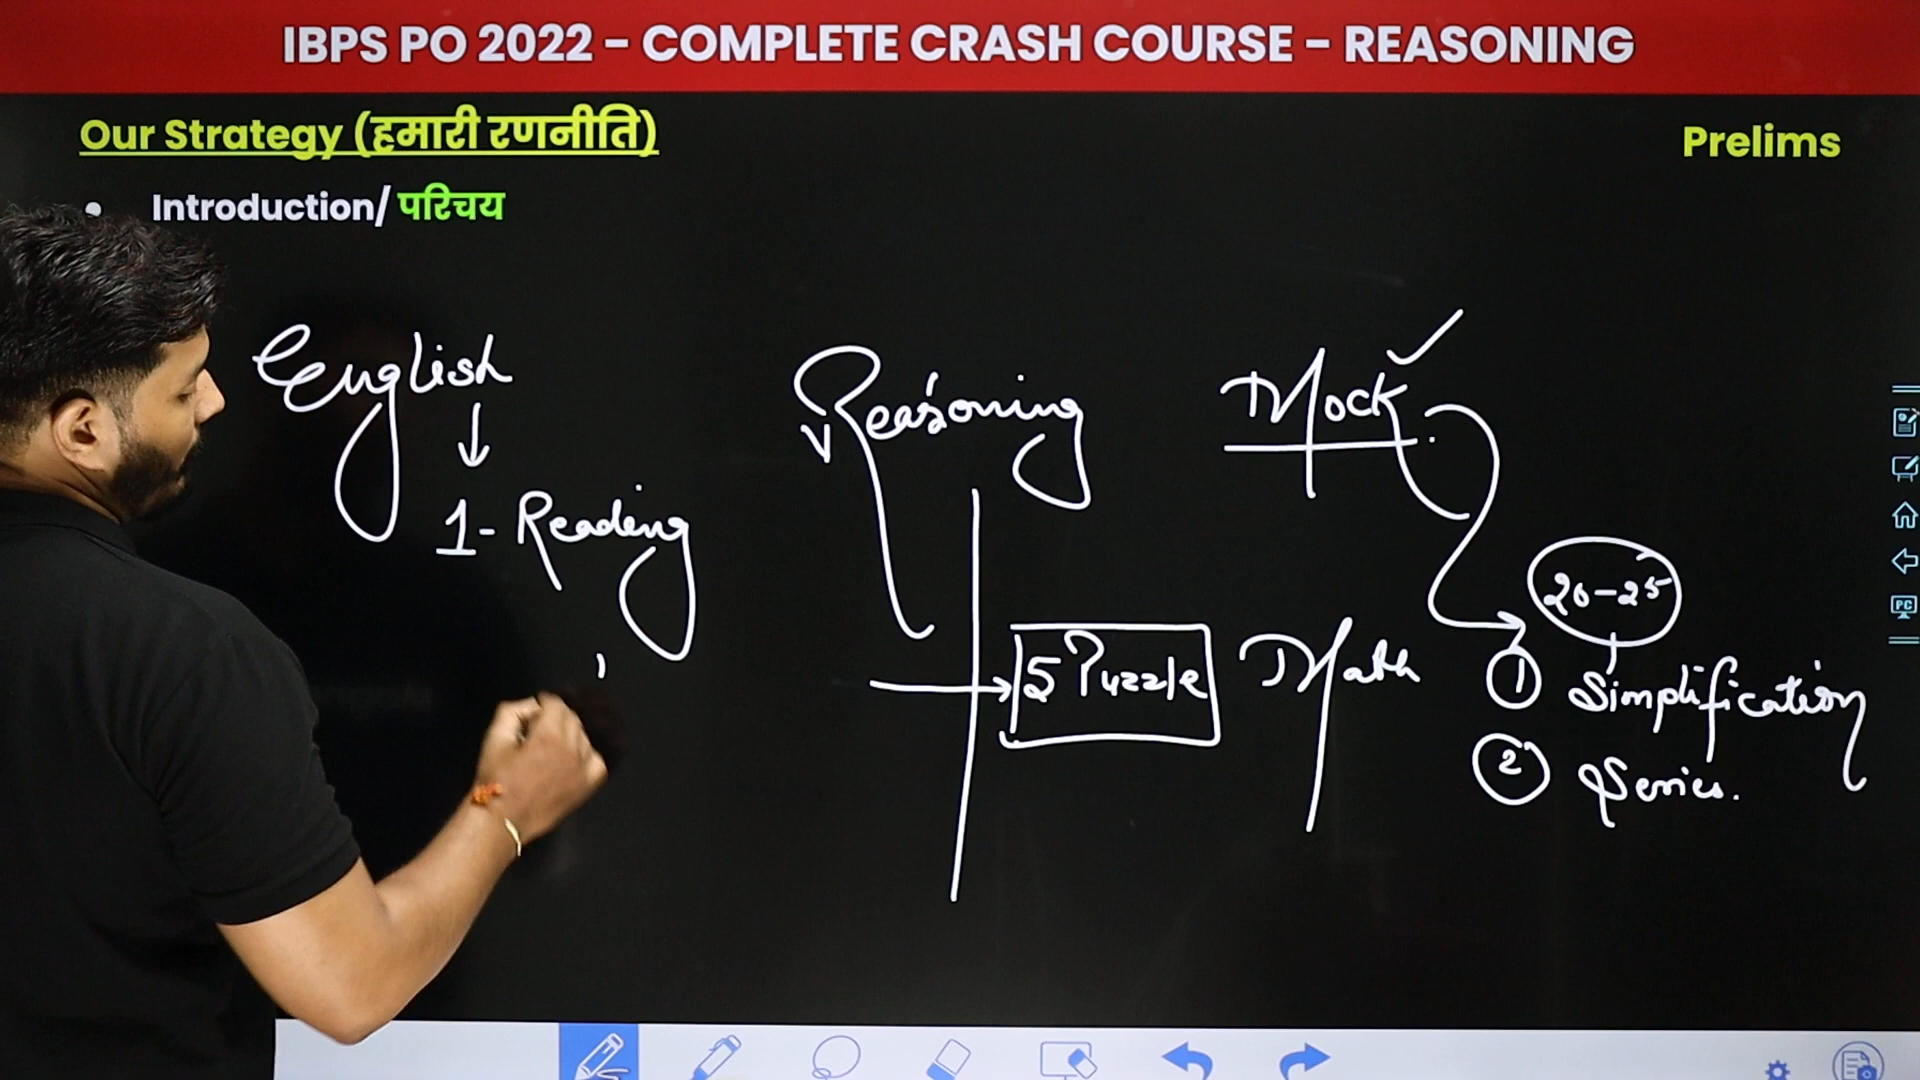 IBPS PO 2022 - COMPLETE CRASH COURSE - REASONING
Our Strategy (हमारी रणनीति)
Prelims
Introduction/ परिचय
English
Reasoning
Mock
1- Reading
20-25
5 Puzzle
Math
1 Simplification
2 Series.
PC